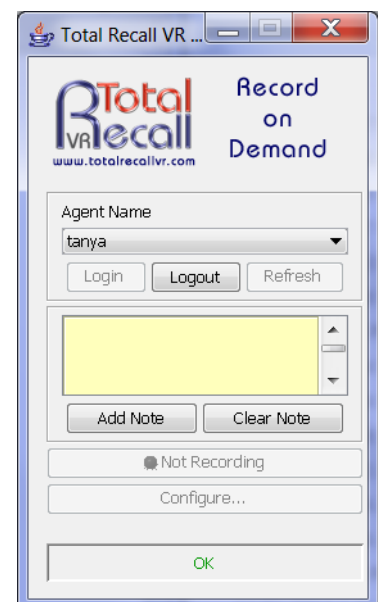 Total Recall VR ...
Total
VR Recall
www.totalrecallvr.com
Record
on
Demand
Agent Name
tanya
Login Logout Refresh
Add Note Clear Note
Not Recording
Configure...
OK